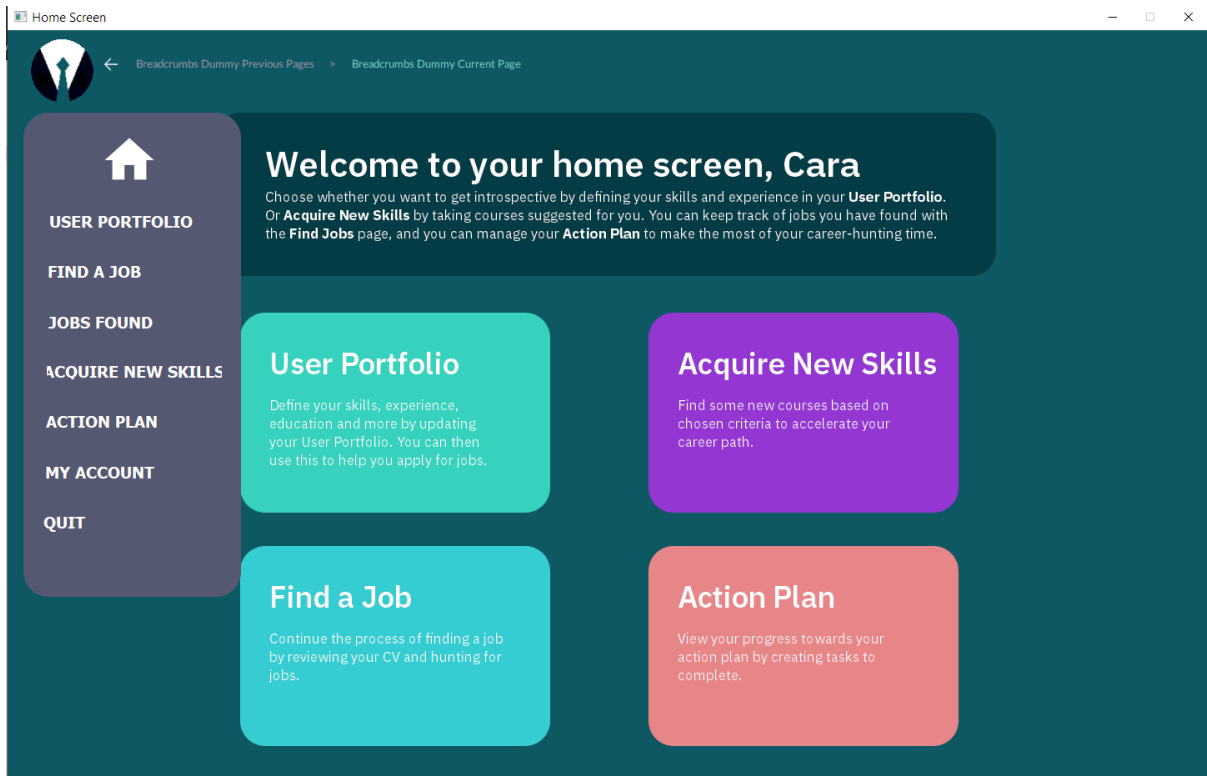 Home Screen
Breadcrumbs Dummy Previous Pages > Breadcrumbs Dummy Current Page
USER PORTFOLIO
FIND A JOB
JOBS FOUND
ACQUIRE NEW SKILLS
ACTION PLAN
MY ACCOUNT
QUIT
Welcome to your home screen, Cara
Choose whether you want to get introspective by defining your skills and experience in your User Portfolio.
Or Acquire New Skills by taking courses suggested for you. You can keep track of jobs you have found with
the Find Jobs page, and you can manage your Action Plan to make the most of your career-hunting time.
User Portfolio
Define your skills, experience,
education and more by updating
your User Portfolio. You can then
use this to help you apply for jobs.
Acquire New Skills
Find some new courses based on
chosen criteria to accelerate your
career path.
Find a Job
Continue the process of finding a job
by reviewing your CV and hunting for
jobs.
Action Plan
View your progress towards your
action plan by creating tasks to
complete.